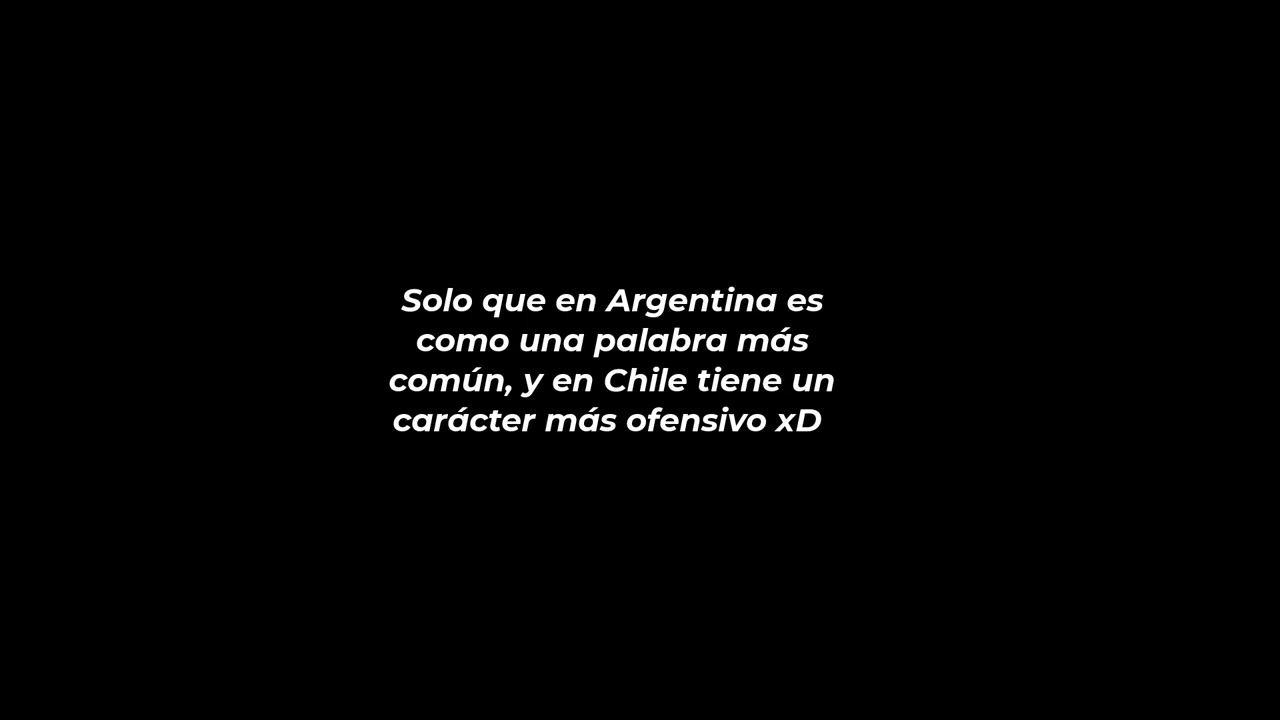 Solo que en Argentina es
como una palabra más
común, y en Chile tiene un
carácter más ofensivo xD